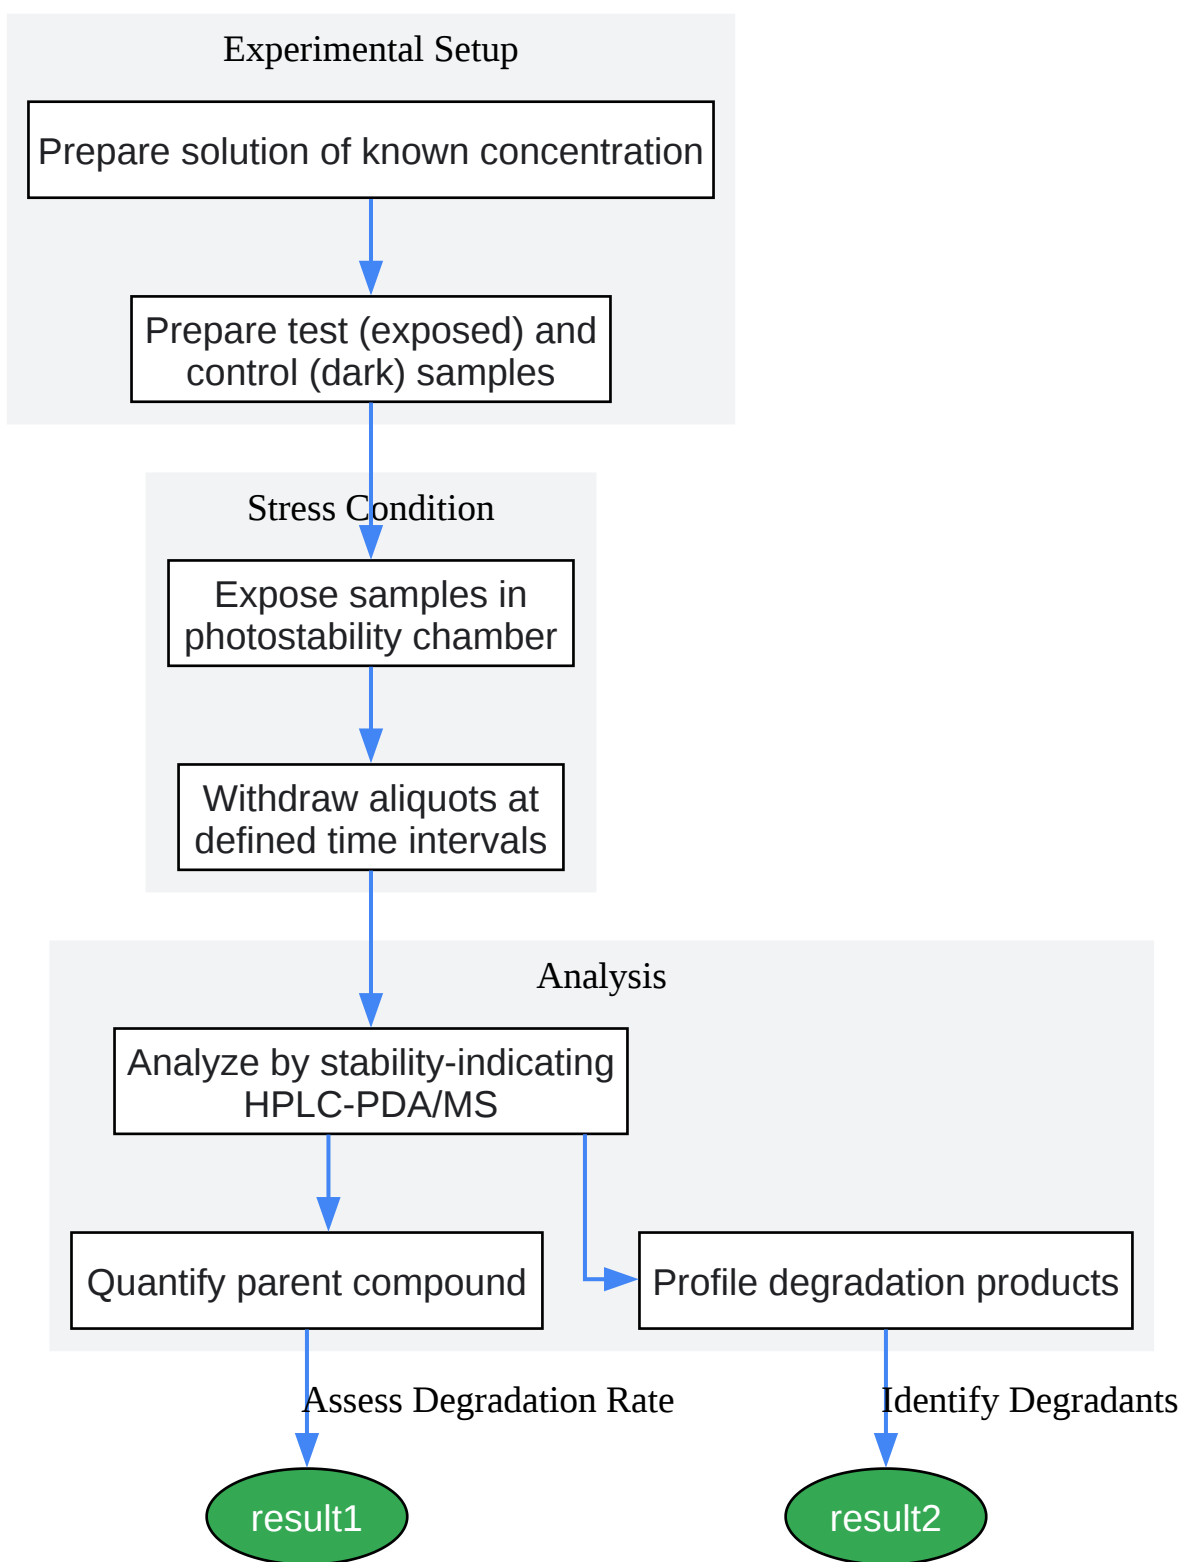 Experimental Setup
Prepare solution of known concentration
Prepare test (exposed) and
control (dark) samples
Stress Condition
Expose samples in
photostability chamber
Withdraw aliquots at
defined time intervals
Analysis
Analyze by stability-indicating
HPLC-PDA/MS
Quantify parent compound
Profile degradation products
Assess Degradation Rate
Identify Degradants
result1
result2